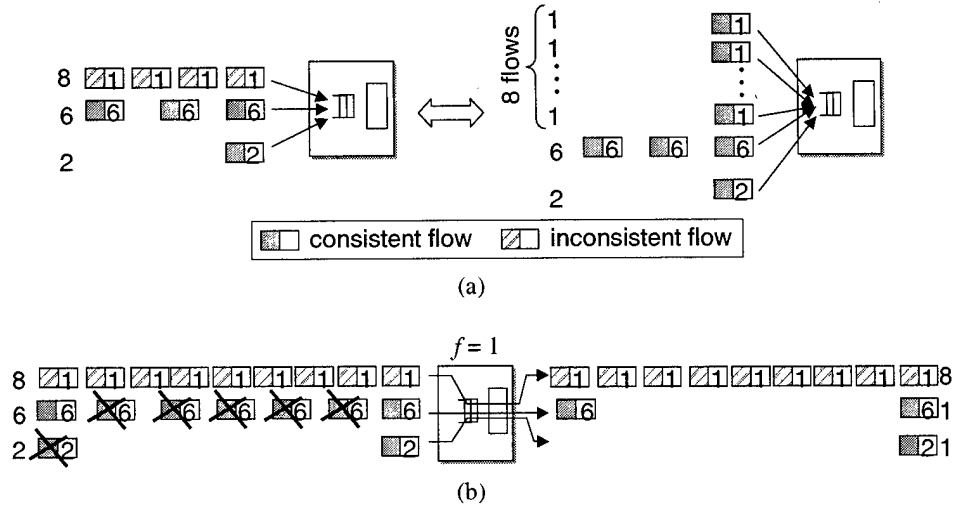 8 1 1 1 1
6 6 6 6
2 2
8 flows
1 1
1 1
1 1
6 6 6 6
2 2
consistent flow inconsistent flow
(a)
f = 1
8 1 1 1 1 1 1 1 1 1 1 1 1 1 1 1 1 1 8
6 6 6 6 6 6 6 6 6 6 1
2 2 2 2 1
(b)